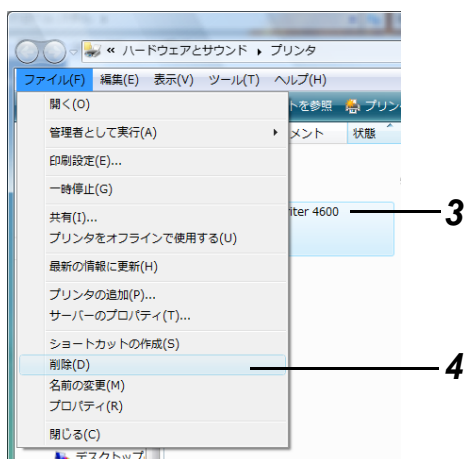 « ハードウェアとサウンド ▸ プリンタ
ファイル(F) 編集(E) 表示(V) ツール(T) ヘルプ(H)
開く(O)
トを参照 プリン
管理者として実行(A)
メント 状態
印刷設定(E)...
一時停止(G)
共有(I)...
iter 4600
3
プリンタをオフラインで使用する(U)
最新の情報に更新(H)
プリンタの追加(P)...
サーバーのプロパティ(T)...
ショートカットの作成(S)
削除(D)
4
名前の変更(M)
プロパティ(R)
閉じる(C)
デスクトップ